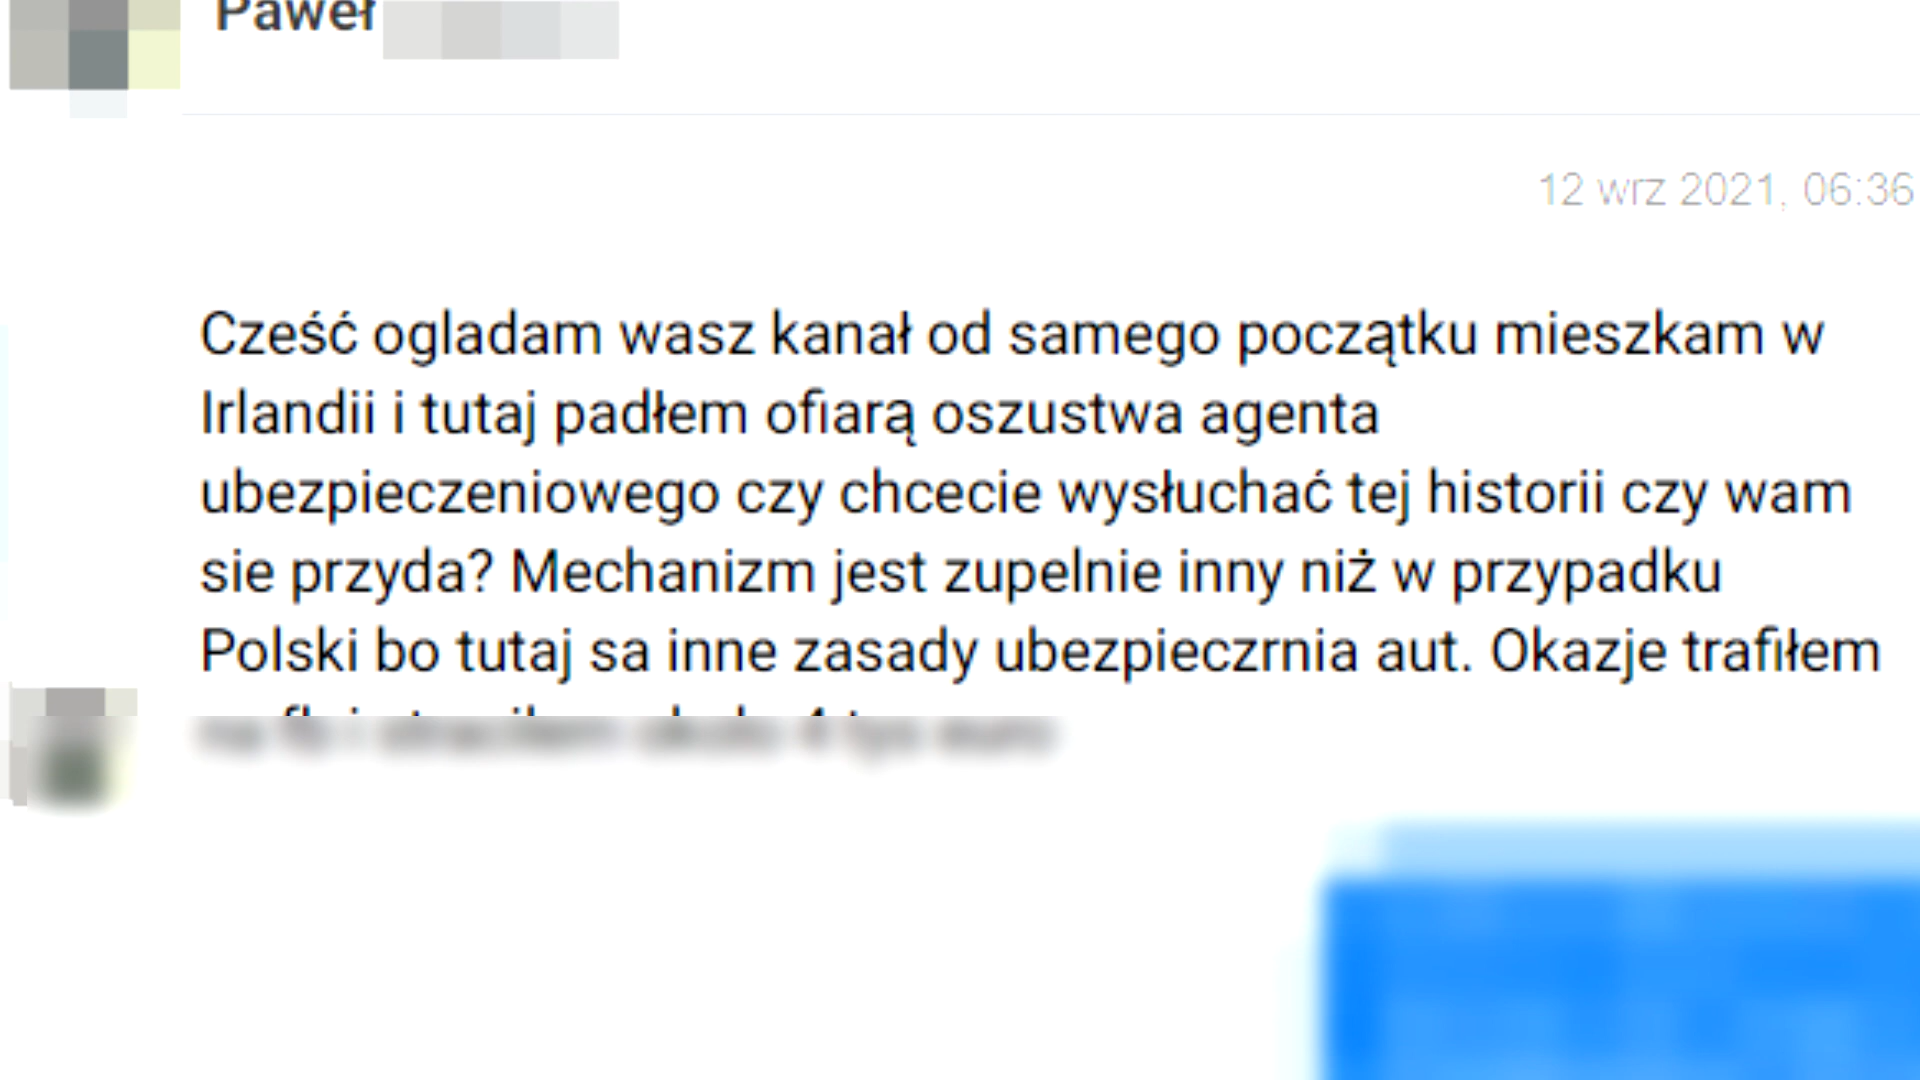 Paweł
12 wrz 2021, 06:36
Cześć ogladam wasz kanał od samego początku mieszkam w
Irlandii i tutaj padłem ofiarą oszustwa agenta
ubezpieczeniowego czy chcecie wysłuchać tej historii czy wam
sie przyda? Mechanizm jest zupelnie inny niż w przypadku
Polski bo tutaj sa inne zasady ubezpieczrnia aut. Okazje trafiłem